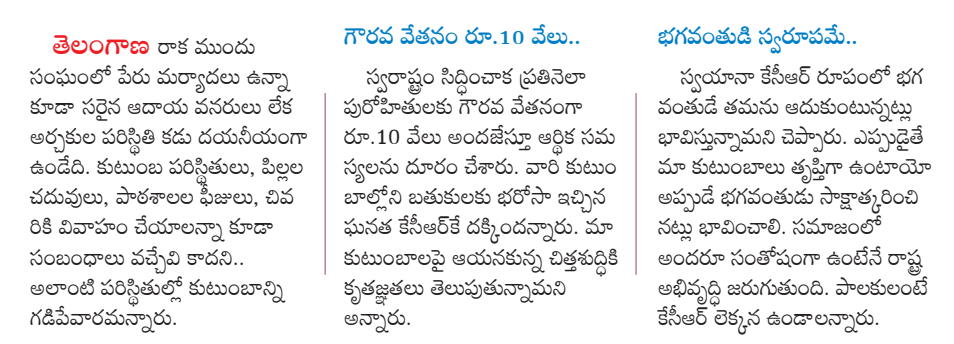 తెలంగాణ రాక ముందు
సంఘంలో పేరు మర్యాదలు ఉన్నా
కూడా సరైన ఆదాయ వనరులు లేక
అర్చకుల పరిస్థితి కడు దయనీయంగా
ఉండేది. కుటుంబ పరిస్థితులు, పిల్లల
చదువులు, పాఠశాలల ఫీజులు, చివ
రికి వివాహం చేయాలన్నా కూడా
సంబంధాలు వచ్చేవి కాదని..
అలాంటి పరిస్థితుల్లో కుటుంబాన్ని
గడిపేవారమన్నారు.
గౌరవ వేతనం రూ.10 వేలు..
స్వరాష్ట్రం సిద్ధించాక ప్రతినెలా
పురోహితులకు గౌరవ వేతనంగా
రూ.10 వేలు అందజేస్తూ ఆర్థిక సమ
స్యలను దూరం చేశారు. వారి కుటుం
బాల్లోని బతుకులకు భరోసా ఇచ్చిన
ఘనత కేసీఆర్‌కే దక్కిందన్నారు. మా
కుటుంబాలపై ఆయనకున్న చిత్తశుద్ధికి
కృతజ్ఞతలు తెలుపుతున్నామని
అన్నారు.
భగవంతుడి స్వరూపమే..
స్వయానా కేసీఆర్ రూపంలో భగ
వంతుడే తమను ఆదుకుంటున్నట్లు
భావిస్తున్నామని చెప్పారు. ఎప్పుడైతే
మా కుటుంబాలు తృప్తిగా ఉంటాయో
అప్పుడే భగవంతుడు సాక్షాత్కరించి
నట్లు భావించాలి. సమాజంలో
అందరూ సంతోషంగా ఉంటేనే రాష్ట్ర
అభివృద్ధి జరుగుతుంది. పాలకులంటే
కేసీఆర్ లెక్కన ఉండాలన్నారు.